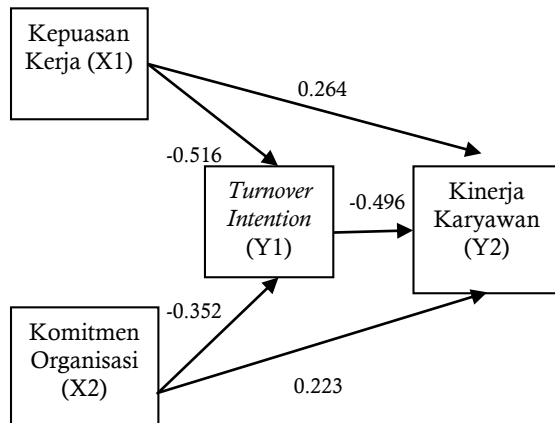 Kepuasan
Kerja (X1)
0.264
-0.516
Turnover
Intention
(Y1)
-0.496
Kinerja
Karyawan
(Y2)
-0.352
Komitmen
Organisasi
(X2)
0.223